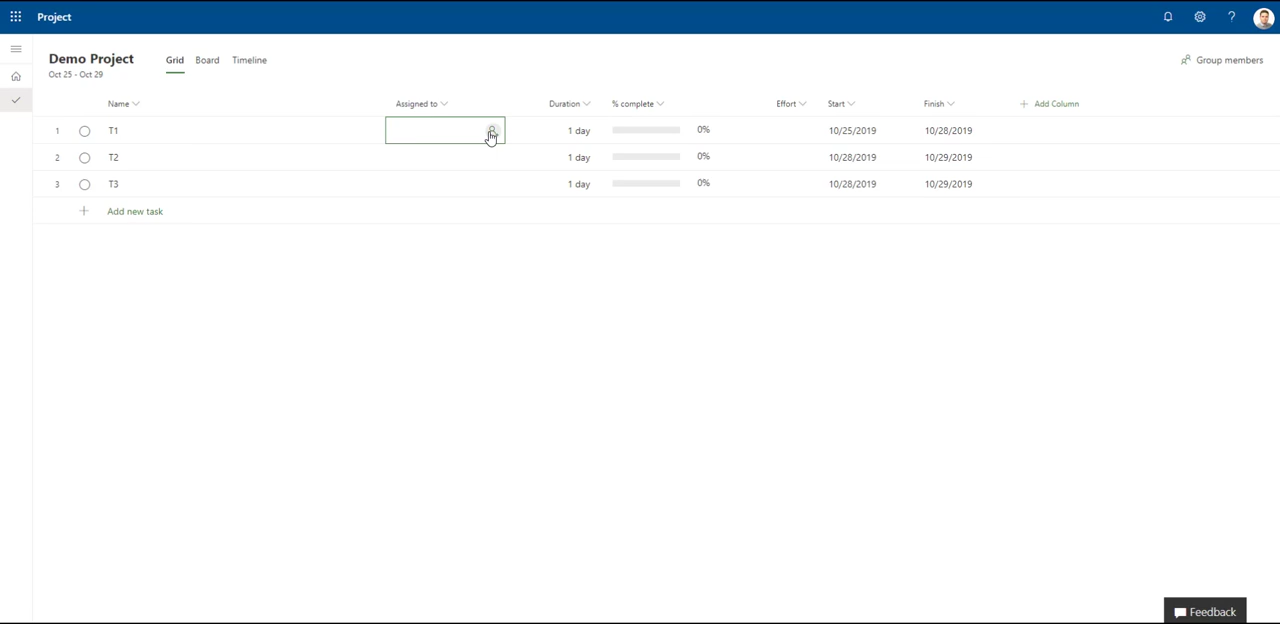 Project
Demo Project
Grid Board Timeline
Group members
Oct 25 - Oct 29
Name Assigned to Duration % complete Effort Start Finish Add Column
1 T1 1 day 0% 10/25/2019 10/28/2019
2 T2 1 day 0% 10/28/2019 10/29/2019
3 T3 1 day 0% 10/28/2019 10/29/2019
Add new task
Feedback